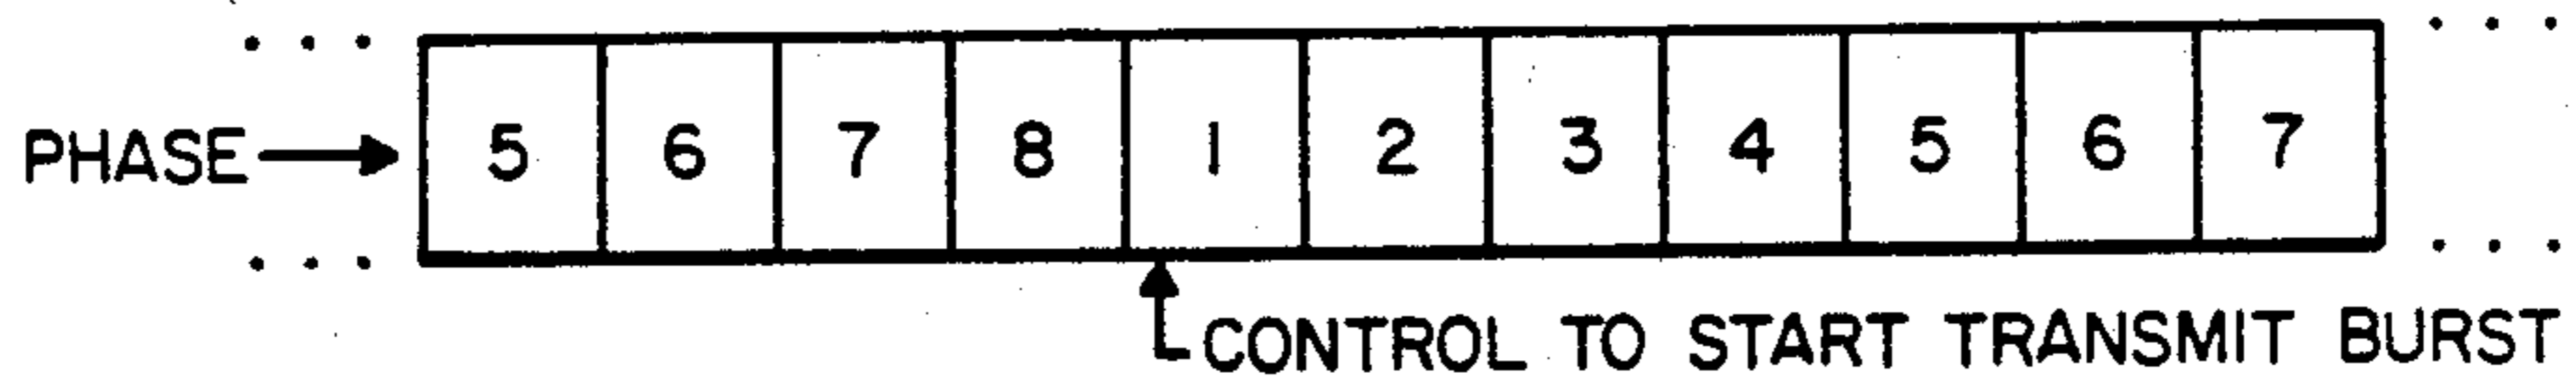 PHASE 5 6 7 8 1 2 3 4 5 6 7
CONTROL TO START TRANSMIT BURST